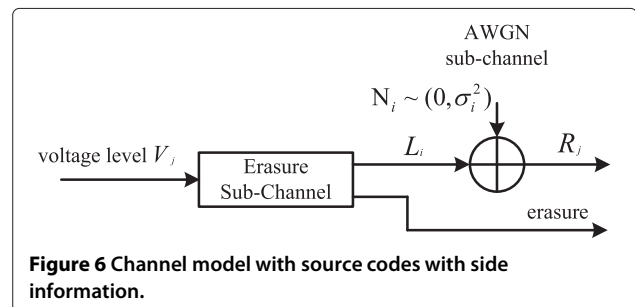 AWGN
sub-channel
N_i ~ (0, σ_i^2)
voltage level V_j
Erasure
Sub-Channel
L_i
R_j
erasure
Figure 6 Channel model with source codes with side
information.